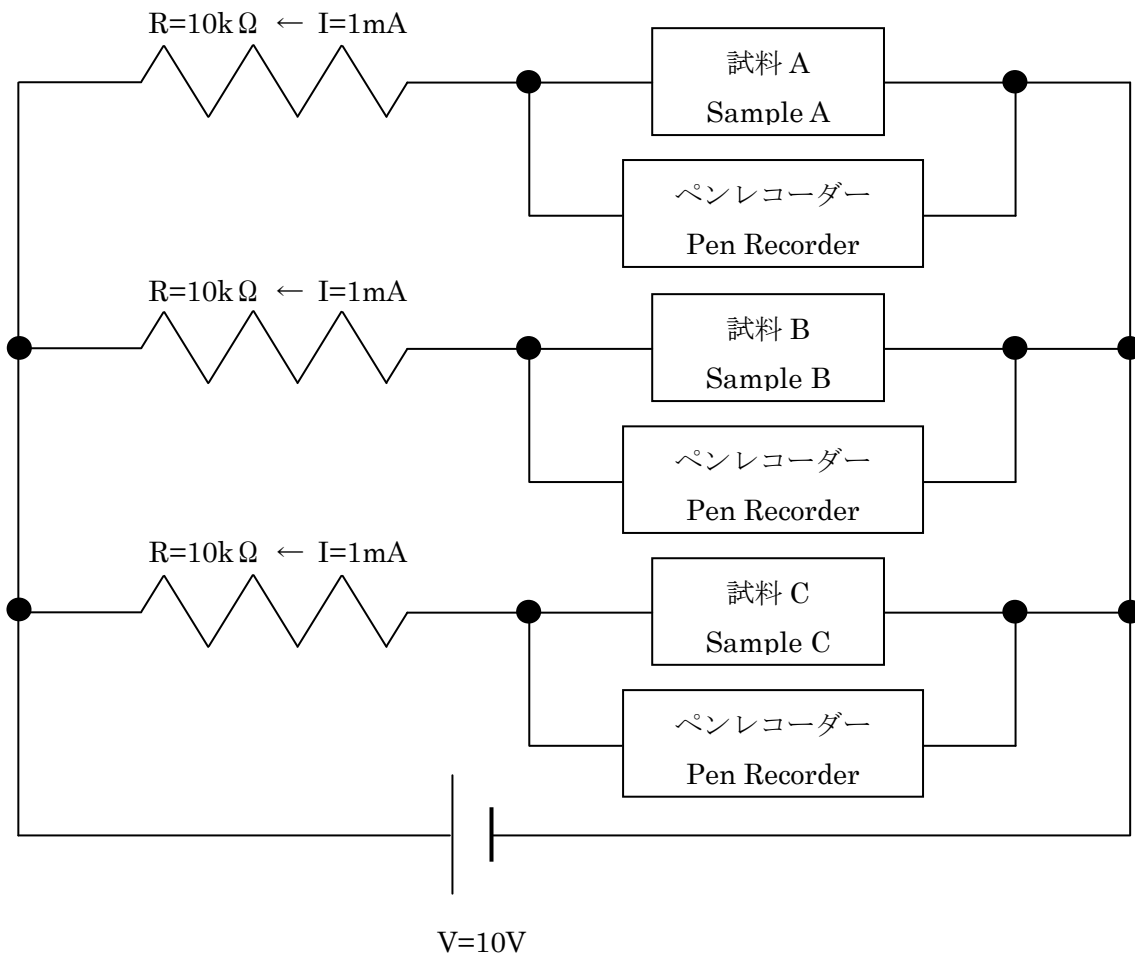 R=10kΩ ← I=1mA
試料 A
Sample A
ペンレコーダー
Pen Recorder
R=10kΩ ← I=1mA
試料 B
Sample B
ペンレコーダー
Pen Recorder
R=10kΩ ← I=1mA
試料 C
Sample C
ペンレコーダー
Pen Recorder
V=10V